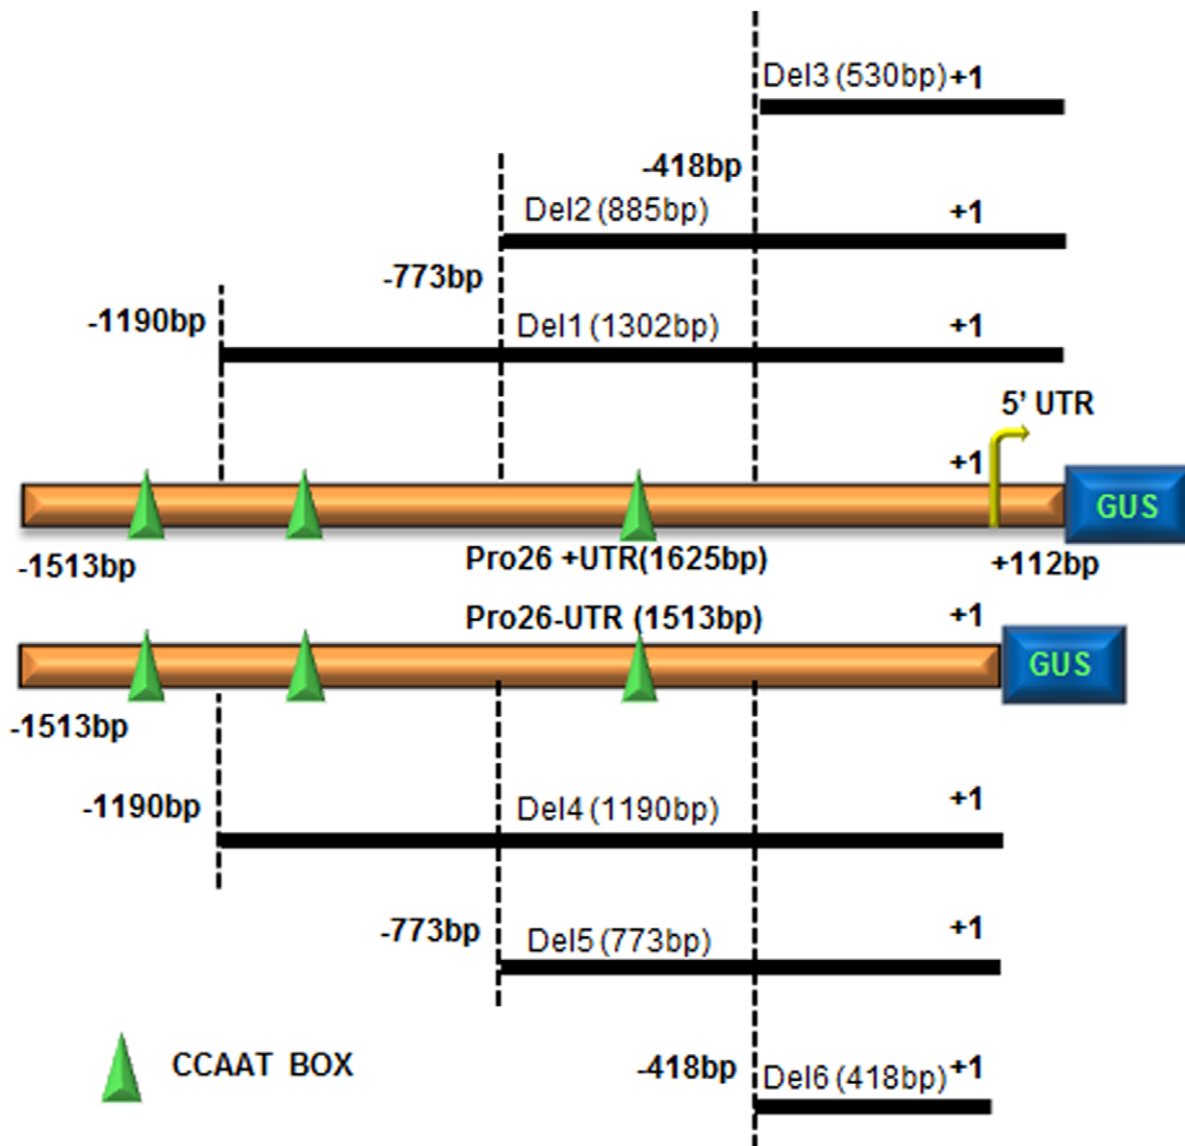 Del3 (530bp) +1
-418bp
Del2 (885bp) +1
-773bp
-1190bp
Del1 (1302bp) +1
5' UTR
+1
GUS
-1513bp
Pro26 +UTR(1625bp)
+112bp
Pro26-UTR (1513bp) +1
GUS
-1513bp
-1190bp
Del4 (1190bp) +1
-773bp
Del5 (773bp) +1
CCAAT BOX
-418bp
Del6 (418bp) +1